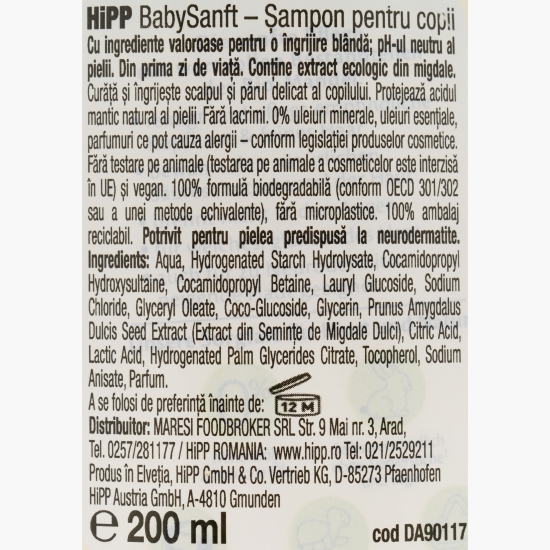 HiPP BabySanft – Șampon pentru copii
Cu ingrediente valoroase pentru o îngrijire blândă; pH-ul neutru al
pielii. Din prima zi de viață. Conține extract ecologic din migdale.
Curăță și îngrijește scalpul și părul delicat al copilului. Protejează acidul
mantic natural al pielii. Fără lacrimi. 0% uleiuri minerale, uleiuri esențiale,
parfumuri ce pot cauza alergii – conform legislației produselor cosmetice.
Fără testare pe animale (testarea pe animale a cosmeticelor este interzisă
în UE) și vegan. 100% formulă biodegradabilă (conform OECD 301/302
sau a unei metode echivalente), fără microplastice. 100% ambalaj
reciclabil. Potrivit pentru pielea predispusă la neurodermatite.
Ingredients: Aqua, Hydrogenated Starch Hydrolysate, Cocamidopropyl
Hydroxysultaine, Cocamidopropyl Betaine, Lauryl Glucoside, Sodium
Chloride, Glyceryl Oleate, Coco-Glucoside, Glycerin, Prunus Amygdalus
Dulcis Seed Extract (Extract din Semințe de Migdale Dulci), Citric Acid,
Lactic Acid, Hydrogenated Palm Glycerides Citrate, Tocopherol, Sodium
Anisate, Parfum.
A se folosi de preferință înainte de: 12 M
Distribuitor: MARESI FOODBROKER SRL Str. 9 Mai nr. 3, Arad,
Tel. 0257/281177 / HiPP ROMANIA: www.hipp.ro Tel: 021/2529211
Produs în Elveția, HiPP GmbH & Co. Vertrieb KG, D-85273 Pfaenhofen
HiPP Austria GmbH, A-4810 Gmunden
e 200 ml cod DA90117